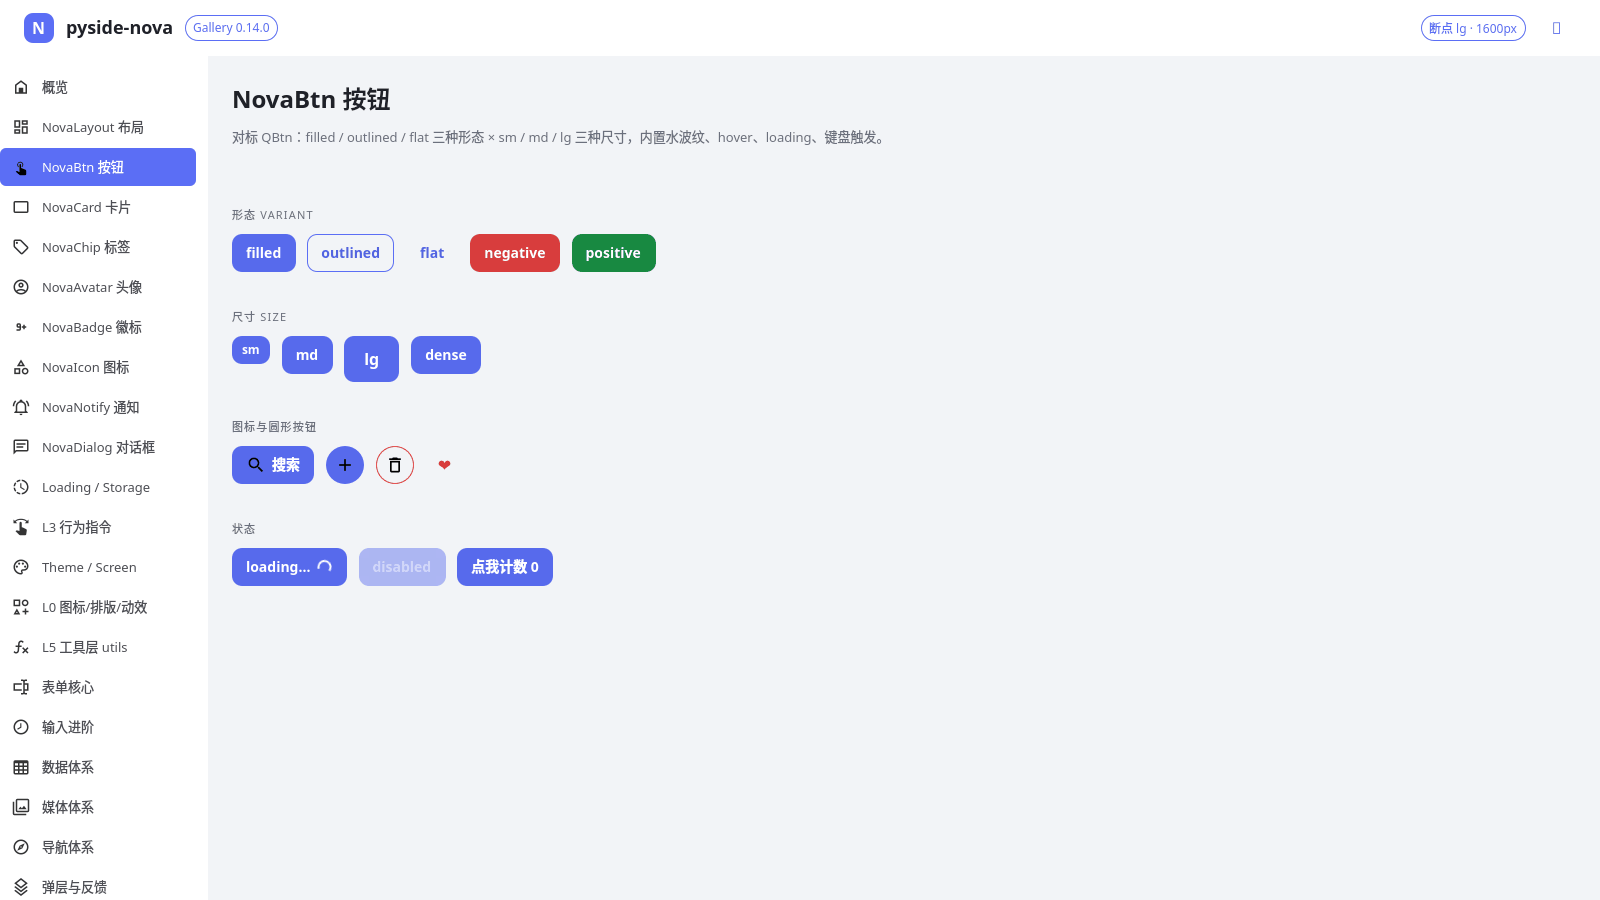 N pyside-nova Gallery 0.14.0 断点 lg · 1600px
概览
NovaLayout 布局
NovaBtn 按钮
NovaCard 卡片
NovaChip 标签
NovaAvatar 头像
9+ NovaBadge 徽标
NovaIcon 图标
NovaNotify 通知
NovaDialog 对话框
Loading / Storage
L3 行为指令
Theme / Screen
L0 图标/排版/动效
L5 工具层 utils
表单核心
输入进阶
数据体系
媒体体系
导航体系
弹层与反馈
NovaBtn 按钮
对标 QBtn：filled / outlined / flat 三种形态 × sm / md / lg 三种尺寸，内置水波纹、hover、loading、键盘触发。
形态 VARIANT
filled outlined flat negative positive
尺寸 SIZE
sm md lg dense
图标与圆形按钮
搜索
状态
loading... disabled 点我计数 0